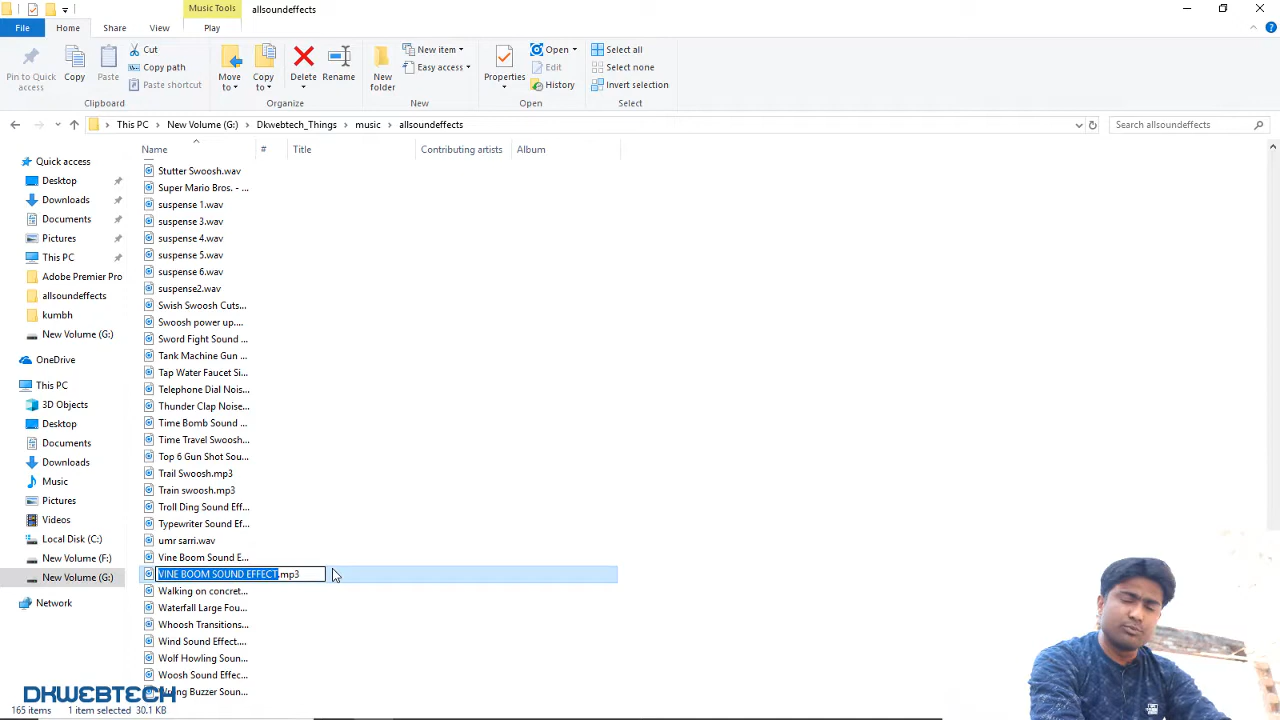 Music Tools
allsoundeffects
File
Home
Share
View
Play
Pin to Quick access
Copy
Paste
Cut
Copy path
Paste shortcut
Clipboard
Move to
Copy to
Delete
Rename
Organize
New folder
New item
Easy access
New
Properties
Open
Edit
History
Open
Select all
Select none
Invert selection
Select
This PC
New Volume (G:)
Dkwebtech_Things
music
allsoundeffects
Search allsoundeffects
Name
#
Title
Contributing artists
Album
Quick access
Desktop
Downloads
Documents
Pictures
This PC
Adobe Premier Pro
allsoundeffects
kumbh
New Volume (G:)
OneDrive
This PC
3D Objects
Desktop
Documents
Downloads
Music
Pictures
Videos
Local Disk (C:)
New Volume (F:)
New Volume (G:)
Network
Stutter Swoosh.wav
Super Mario Bros. - ...
suspense 1.wav
suspense 3.wav
suspense 4.wav
suspense 5.wav
suspense 6.wav
suspense2.wav
Swish Swoosh Cuts...
Swoosh power up....
Sword Fight Sound ...
Tank Machine Gun ...
Tap Water Faucet Si...
Telephone Dial Nois...
Thunder Clap Noise...
Time Bomb Sound ...
Time Travel Swoosh...
Top 6 Gun Shot Sou...
Trail Swoosh.mp3
Train swoosh.mp3
Troll Ding Sound Eff...
Typewriter Sound Ef...
umr sarri.wav
Vine Boom Sound E...
VINE BOOM SOUND EFFECT.mp3
Walking on concret...
Waterfall Large Fou...
Whoosh Transitions...
Wind Sound Effect....
Wolf Howling Soun...
Woosh Sound Effec...
Wrong Buzzer Soun...
DKWEBTECH
165 items
1 item selected 30.1 KB